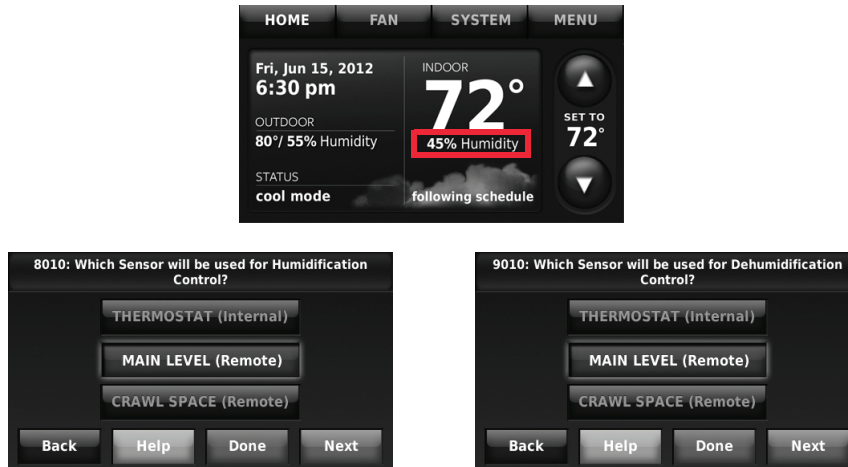 HOME FAN SYSTEM MENU
Fri, Jun 15, 2012
6:30 pm
OUTDOOR
80°/ 55% Humidity
STATUS
cool mode
INDOOR
72°
45% Humidity
following schedule
SET TO
72°
8010: Which Sensor will be used for Humidification
Control?
THERMOSTAT (Internal)
MAIN LEVEL (Remote)
CRAWL SPACE (Remote)
Back Help Done Next
9010: Which Sensor will be used for Dehumidification
Control?
THERMOSTAT (Internal)
MAIN LEVEL (Remote)
CRAWL SPACE (Remote)
Back Help Done Next